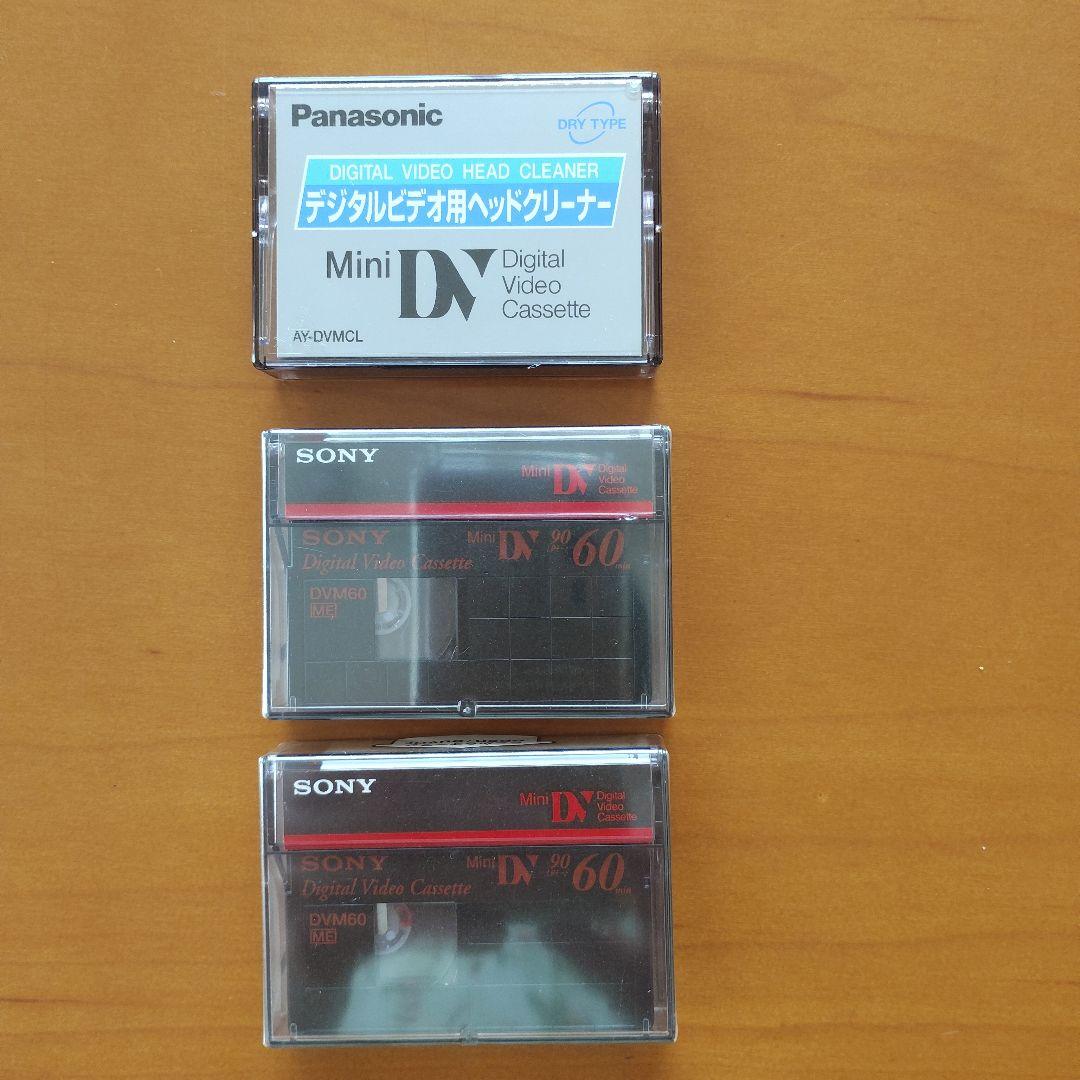 Panasonic
DRY TYPE
DIGITAL VIDEO HEAD CLEANER
デジタルビデオ用ヘッドクリーナー
Mini DV Digital
Video
Cassette
AY-DVMCL
SONY
Mini DV Digital
Video
Cassette
SONY
Mini DV 90 60 min
Digital Video Cassette
DVM60
ME
SONY
Mini DV Digital
Video
Cassette
SONY
Mini DV 90 60 min
Digital Video Cassette
DVM60
ME